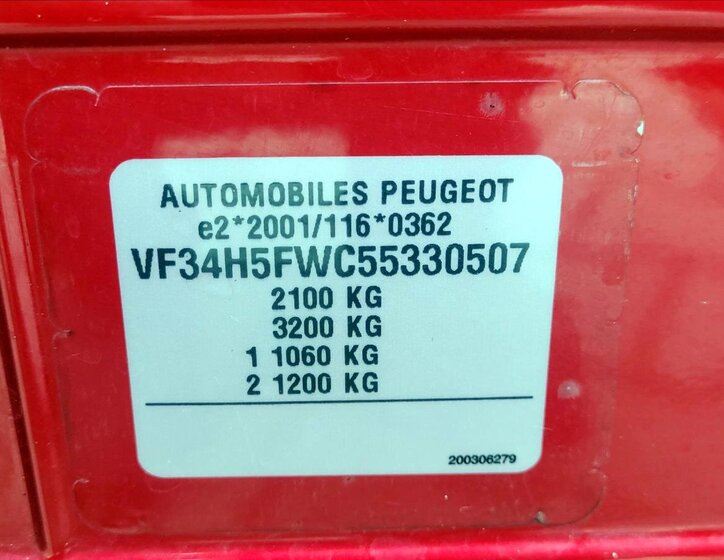 AUTOMOBILES PEUGEOT
e2*2001/116*0362
VF34H5FWC55330507
2100 KG
3200 KG
1 1060 KG
2 1200 KG
200306279